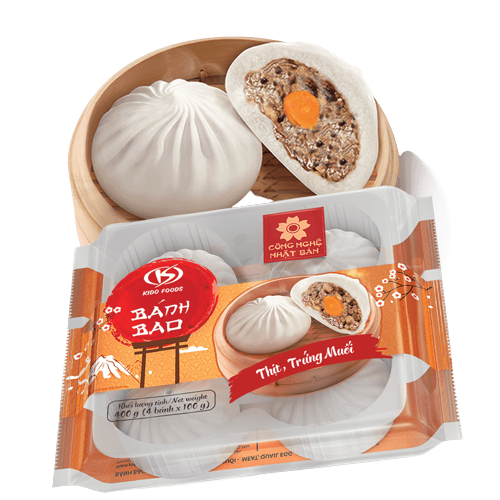 KIDO FOODS
BÁNH
BAO
CÔNG NGHỆ
NHẬT BẢN
Thịt, Trứng Muối
Khối lượng tịnh/Net weight
400 g (4 bánh x 100 g)